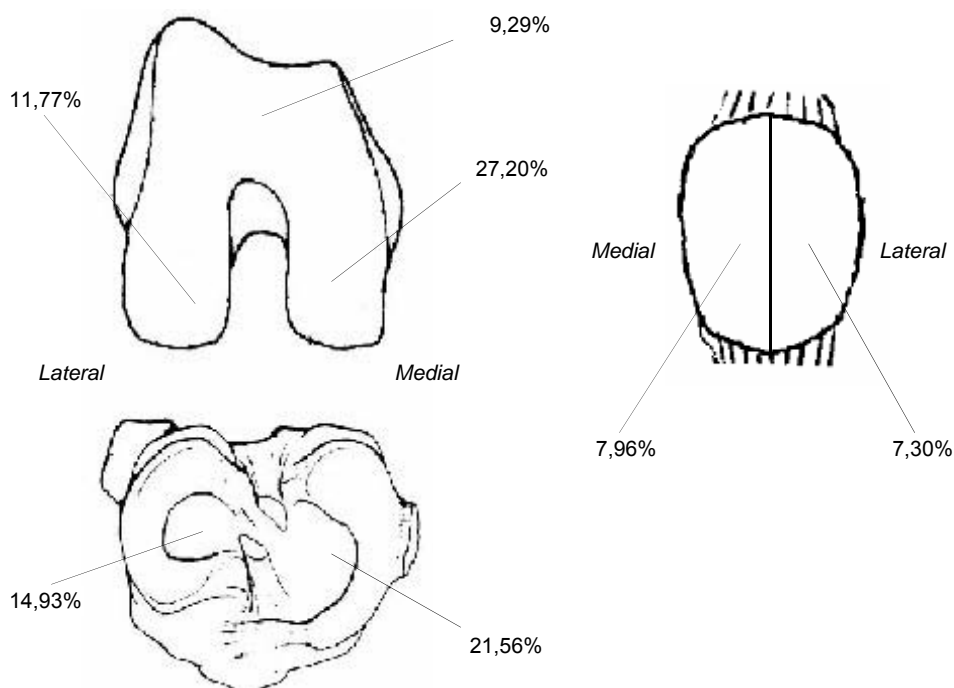 9,29%
11,77%
27,20%
Medial
Lateral
Lateral
Medial
7,96%
7,30%
14,93%
21,56%